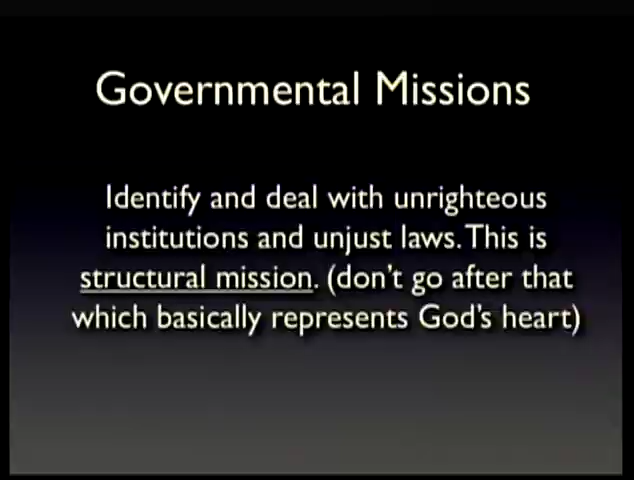 Governmental Missions
Identify and deal with unrighteous
institutions and unjust laws. This is
structural mission. (don't go after that
which basically represents God's heart)